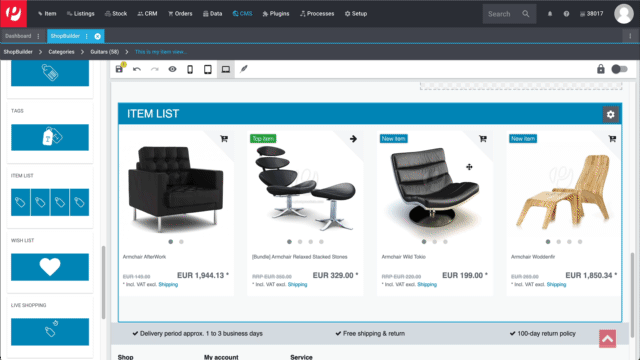 Item Listings Stock CRM Orders Data CMS Plugins Processes Setup Search 38017
Dashboard ShopBuilder
ShopBuilder Categories Guitars (58) This is my item view...
TAGS
ITEM LIST
WISH LIST
LIVE SHOPPING
ITEM LIST
Top item New item New item
Armchair AfterWork [Bundle] Armchair Relaxed Stacked Stones Armchair Wild Tokio Armchair Woddenfir
EUR 1,944.13 * EUR 329.00 * EUR 199.00 * EUR 1,850.34 *
* Incl. VAT excl. Shipping * Incl. VAT excl. Shipping * Incl. VAT excl. Shipping * Incl. VAT excl. Shipping
Delivery period approx. 1 to 3 business days Free shipping & return 100-day return policy
Shop My account Service